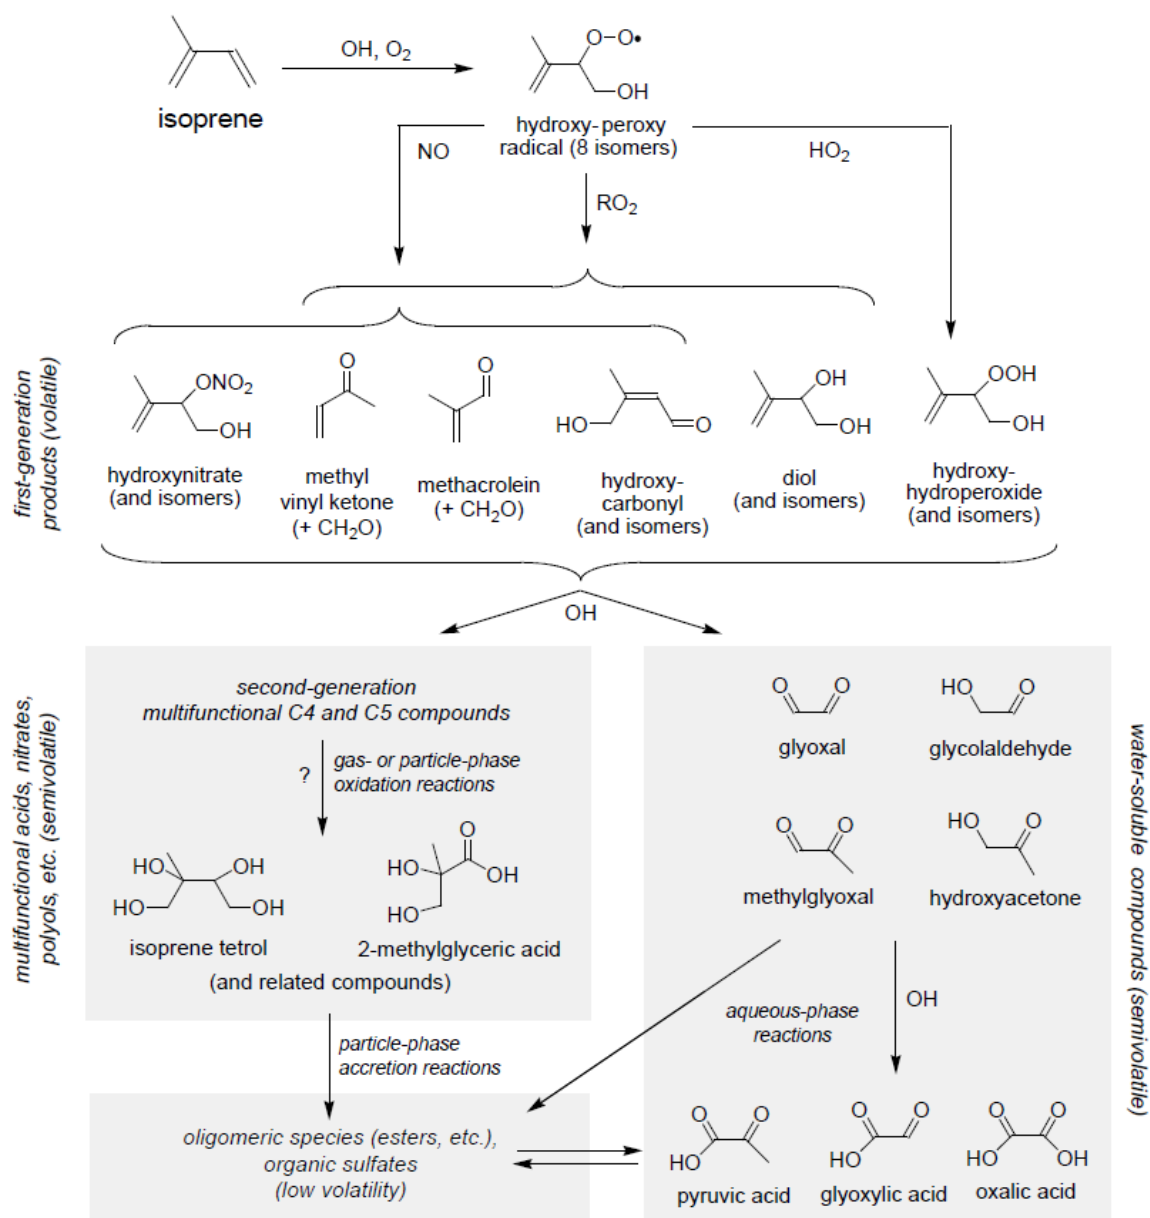 OH, O2
O–O•
OH
isoprene
hydroxy-peroxy
radical (8 isomers)
NO
HO2
RO2
first-generation
products (volatile)
ONO2
OH
O
O
HO
O
OH
OH
OOH
OH
hydroxynitrate
(and isomers)
methyl
vinyl ketone
(+ CH2O)
methacrolein
(+ CH2O)
hydroxy-
carbonyl
(and isomers)
diol
(and isomers)
hydroxy-
hydroperoxide
(and isomers)
OH
multifunctional acids, nitrates,
polyols, etc. (semivolatile)
second-generation
multifunctional C4 and C5 compounds
?
gas- or particle-phase
oxidation reactions
HO
OH
HO
OH
isoprene tetrol
O
HO
OH
HO
2-methylglyceric acid
(and related compounds)
particle-phase
accretion reactions
oligomeric species (esters, etc.),
organic sulfates
(low volatility)
O
O
glyoxal
HO
O
glycolaldehyde
O
O
methylglyoxal
HO
O
hydroxyacetone
aqueous-phase
reactions
OH
O
O
HO
pyruvic acid
O
O
HO
glyoxylic acid
O
O
HO
OH
oxalic acid
water-soluble compounds (semivolatile)